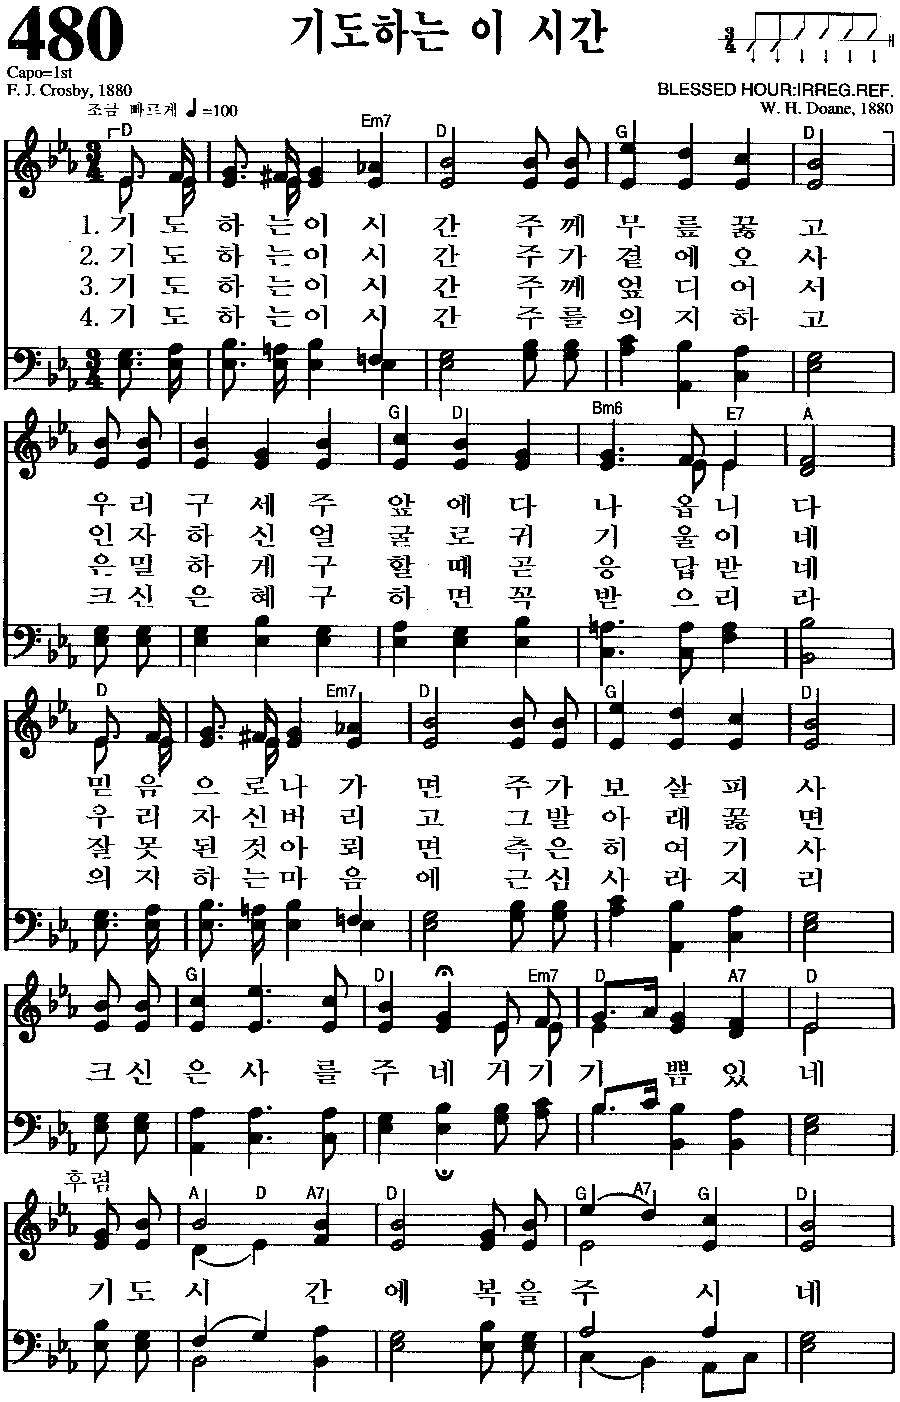 480 기도하는 이 시간
Capo=1st
F. J. Crosby, 1880
BLESSED HOUR:IRREG.REF.
조금 빠르게 ♩=100
W. H. Doane, 1880
D Em7 D G D
3/4
1. 기 도 하 는 이 시 간 주 께 무 릎 꿇 고
2. 기 도 하 는 이 시 간 주 가 곁 에 오 사
3. 기 도 하 는 이 시 간 주 께 엎 디 어 서
4. 기 도 하 는 이 시 간 주 를 의 지 하 고
G D Bm6 E7 A
우 리 구 세 주 앞 에 다 나 옵 니 다
인 자 하 신 얼 굴 로 귀 기 울 이 네
은 밀 하 게 구 할 때 곧 응 답 받 네
크 신 은 혜 구 하 면 꼭 받 으 리 라
D Em7 D G D
믿 음 으 로 나 가 면 주 가 보 살 피 사
우 리 자 신 버 리 고 그 발 아 래 꿇 면
잘 못 된 것 아 뢰 면 측 은 히 여 기 사
의 지 하 는 마 음 에 근 심 사 라 지 리
G D Em7 D A7 D
크 신 은 사 를 주 네 거 기 기 쁨 있 네
후렴
A D A7 D G A7 G D
기 도 시 간 에 복 을 주 시 네